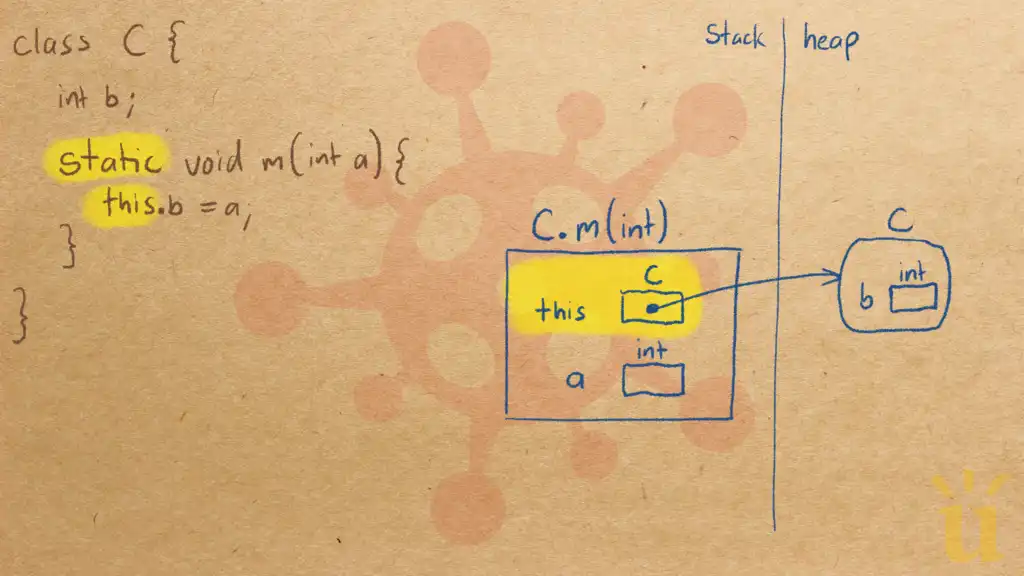 class C {
int b;
static void m(int a) {
this.b = a;
}
}
Stack heap
C.m(int)
C
this
int
a
C
int
b
u